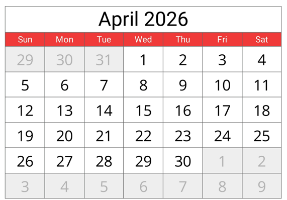 April 2026
Sun Mon Tue Wed Thu Fri Sat
29 30 31 1 2 3 4
5 6 7 8 9 10 11
12 13 14 15 16 17 18
19 20 21 22 23 24 25
26 27 28 29 30 1 2
3 4 5 6 7 8 9